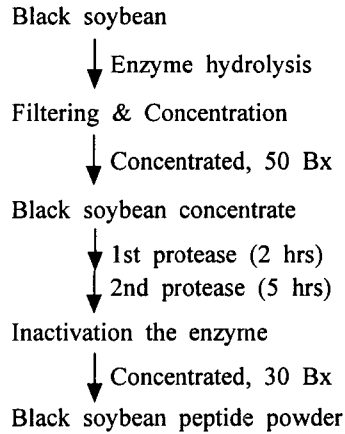 Black soybean
Enzyme hydrolysis
Filtering & Concentration
Concentrated, 50 Bx
Black soybean concentrate
1st protease (2 hrs)
2nd protease (5 hrs)
Inactivation the enzyme
Concentrated, 30 Bx
Black soybean peptide powder